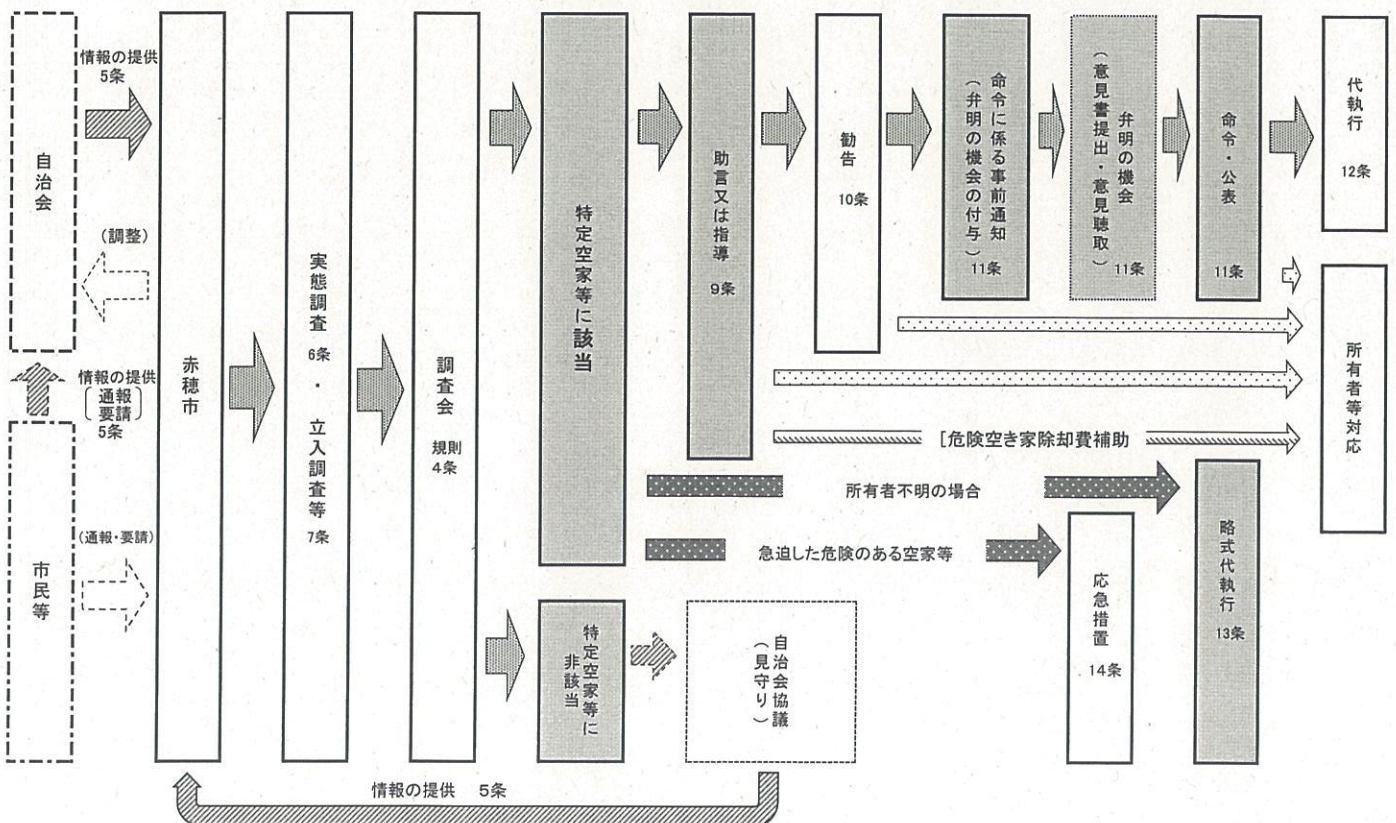 自治会
情報の提供
5条
(調整)
情報の提供
通報
要請
5条
市民等
(通報・要請)
赤穂市
実態調査 6条 ・ 立入調査等 7条
調査会
規則
4条
特定空家等に該当
特定空家等に
非該当
助言又は指導 9条
勧告
10条
命令に係る事前通知
(弁明の機会の付与)
11条
弁明の機会
(意見書提出・意見聴取)
11条
命令・公表
11条
代執行
12条
所有者等対応
[危険空き家除却費補助
所有者不明の場合
急迫した危険のある空家等
応急措置
14条
略式代執行
13条
自治会協議
(見守り)
情報の提供 5条